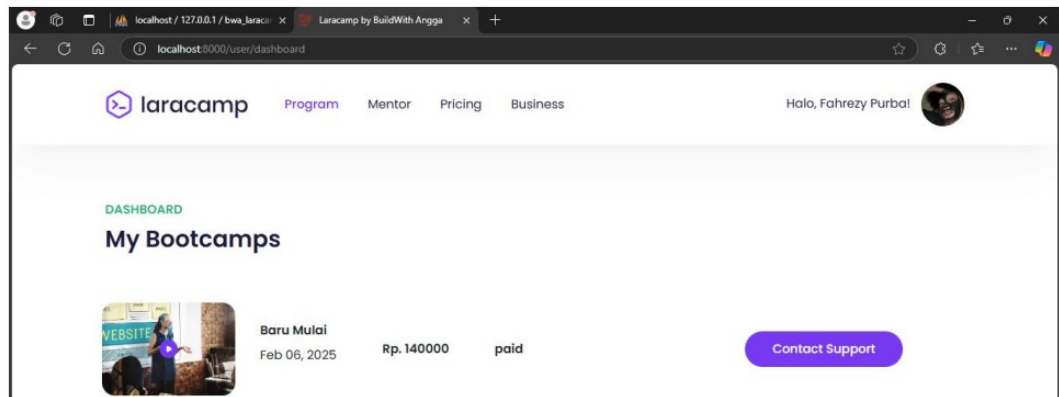 localhost / 127.0.0.1 / bwa_laraca
Laracamp by BuildWith Angga
localhost:8000/user/dashboard
laracamp
Program
Mentor
Pricing
Business
Halo, Fahrezy Purba!
DASHBOARD
My Bootcamps
WEBSITE
Baru Mulai
Feb 06, 2025
Rp. 140000
paid
Contact Support